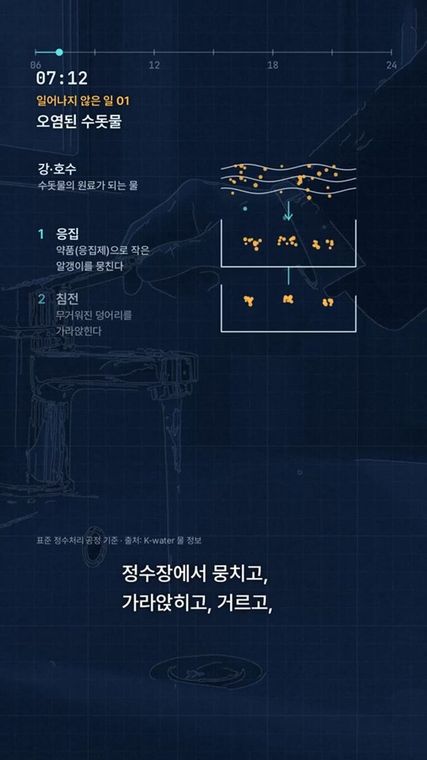 06 12 18 24
07:12
일어나지 않은 일 01
오염된 수돗물
강·호수
수돗물의 원료가 되는 물
1 응집
약품(응집제)으로 작은
알갱이를 뭉친다
2 침전
무거워진 덩어리를
가라앉힌다
표준 정수처리 공정 기준 · 출처: K-water 물 정보
정수장에서 뭉치고,
가라앉히고, 거르고,